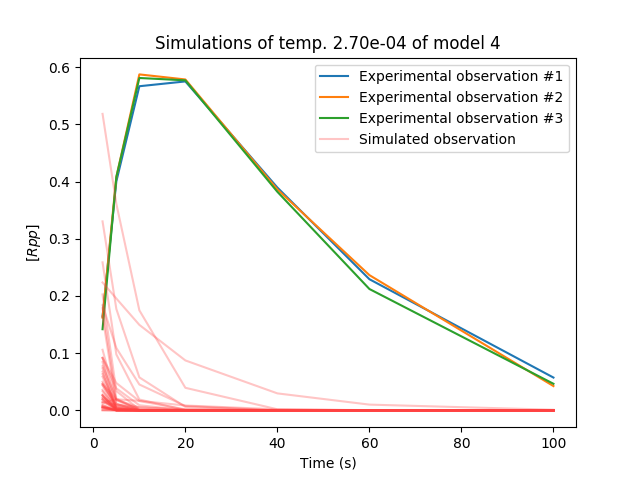 Simulations of temp. 2.70e-04 of model 4
Experimental observation #1
Experimental observation #2
Experimental observation #3
Simulated observation
[Rpp]
0.6
0.5
0.4
0.3
0.2
0.1
0.0
0 20 40 60 80 100
Time (s)